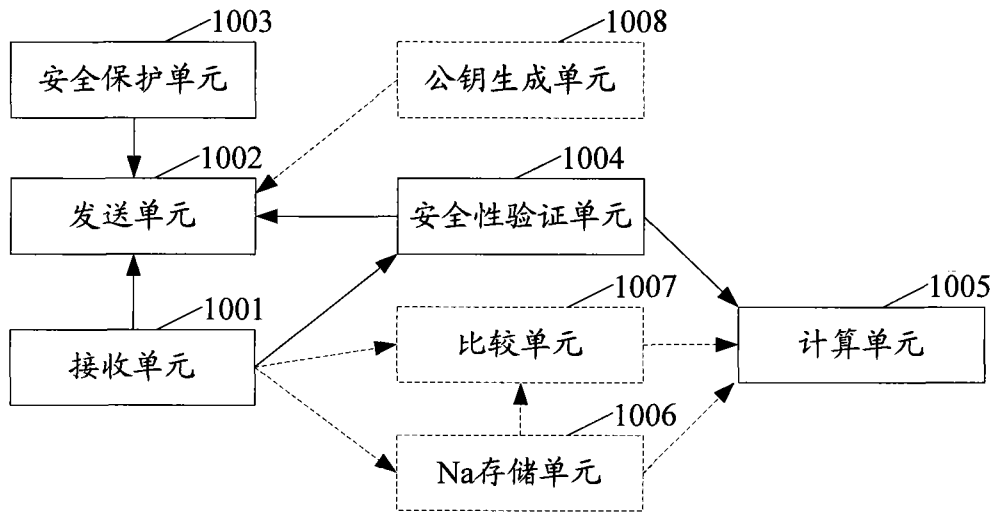 1003
安全保护单元
1008
公钥生成单元
1002
发送单元
1004
安全性验证单元
1001
接收单元
1007
比较单元
1005
计算单元
1006
Na存储单元